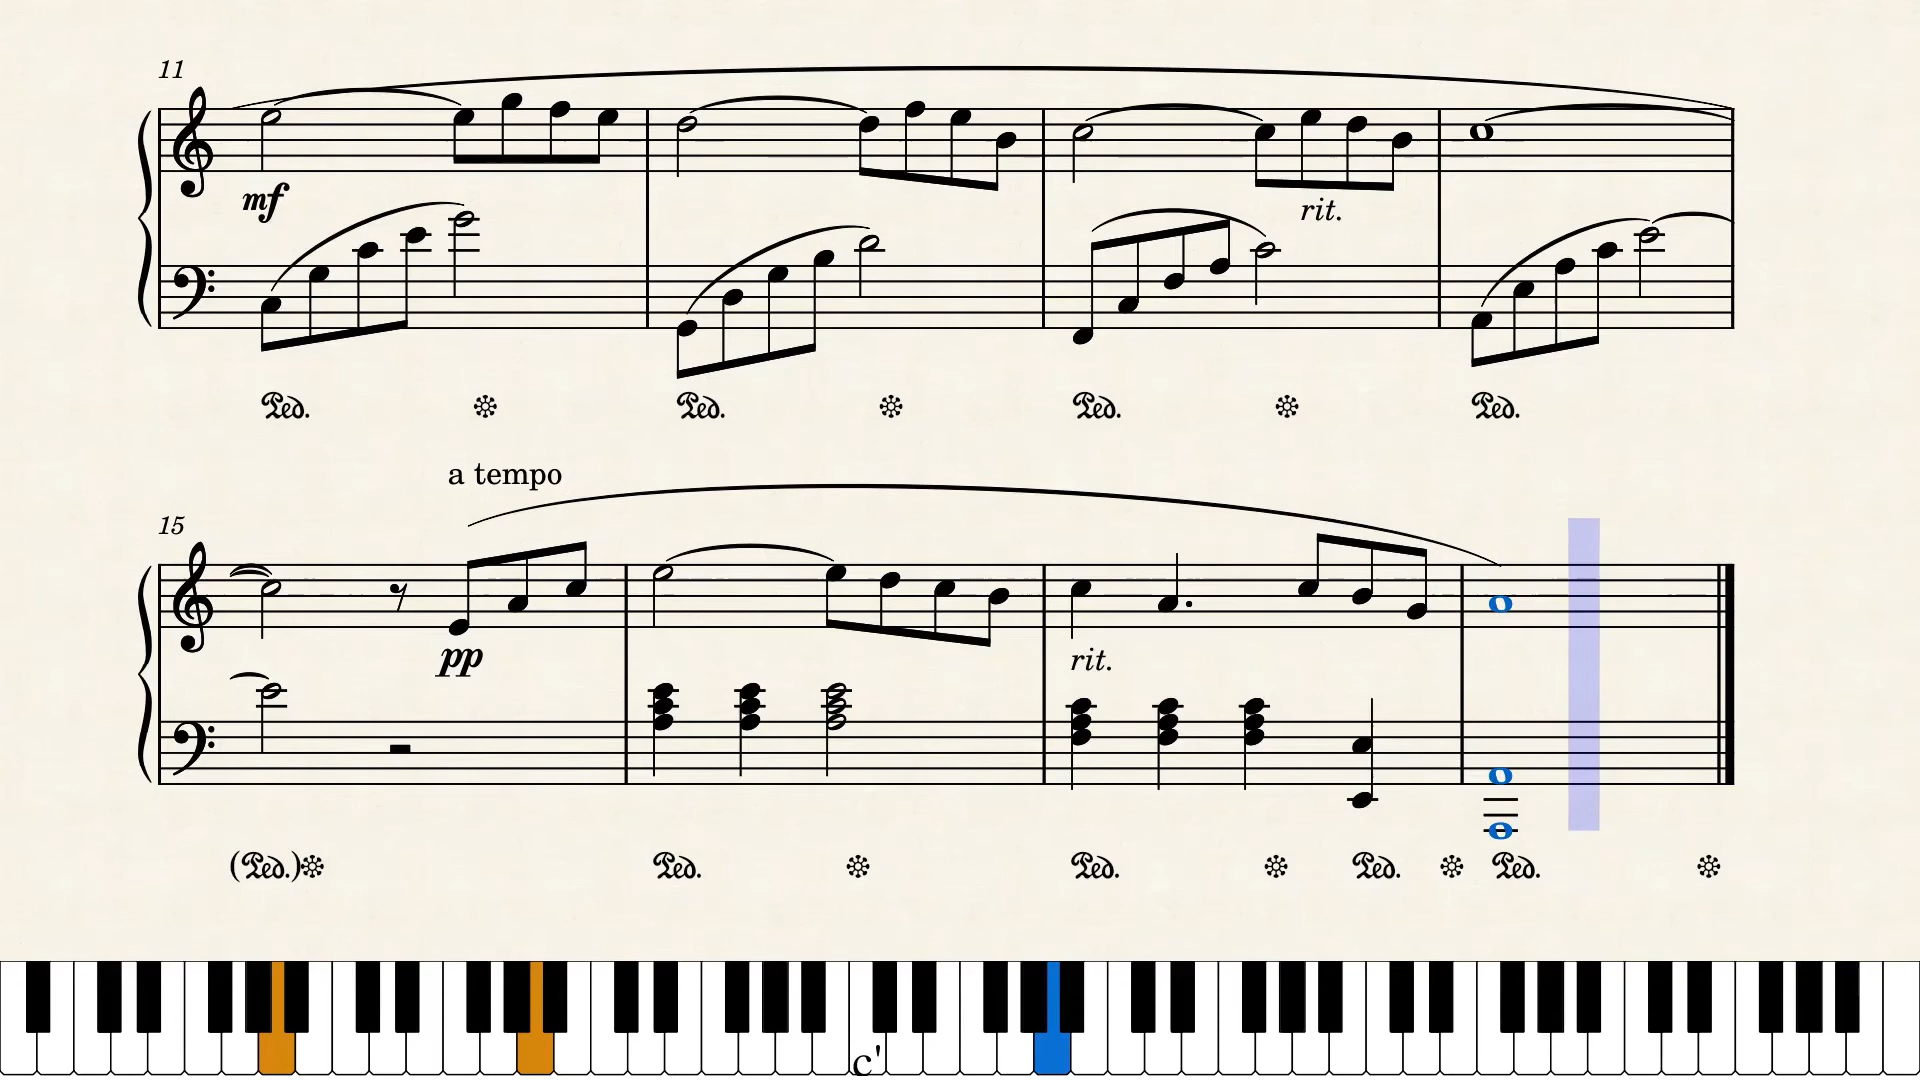 11
mf
rit.
Ped. Ped. Ped. Ped.
a tempo
15
pp
rit.
(Ped.) Ped. Ped. Ped. Ped.
c'